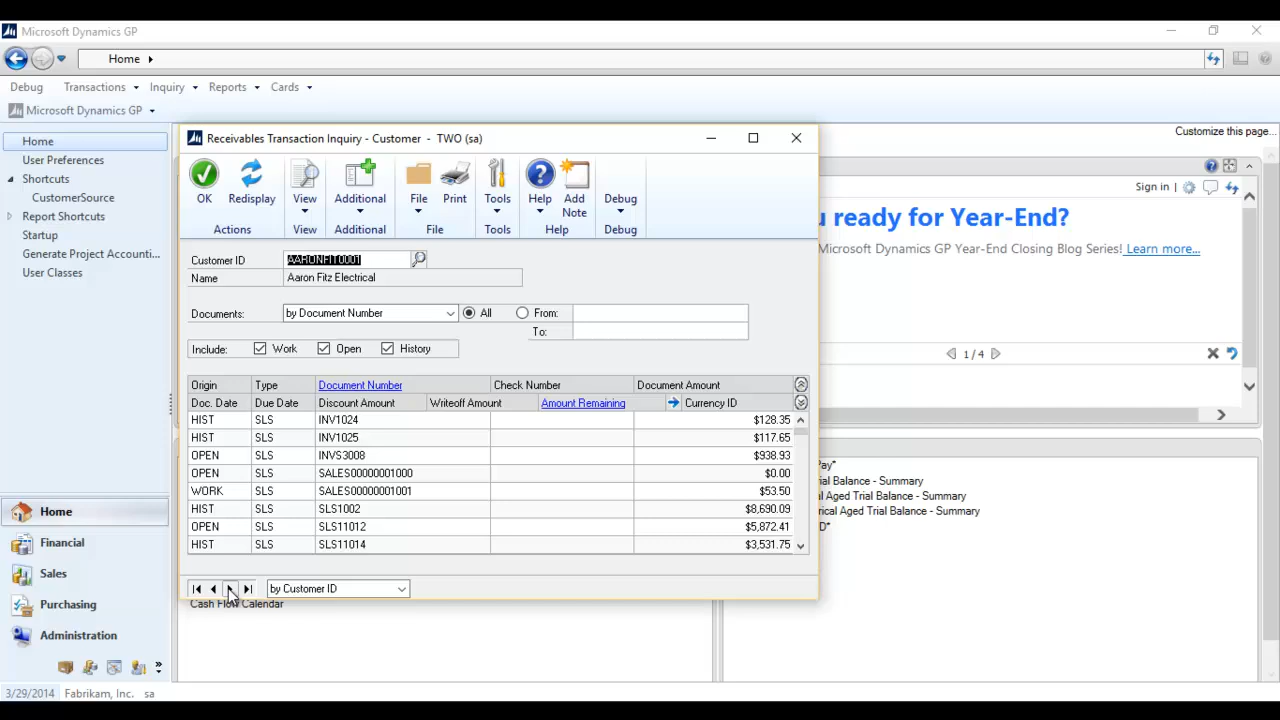 Microsoft Dynamics GP
Home
Debug Transactions Inquiry Reports Cards
Microsoft Dynamics GP
Customize this page...
Home
User Preferences
Shortcuts
CustomerSource
Report Shortcuts
Startup
Generate Project Accounti...
User Classes
Home
Financial
Sales
Purchasing
Administration
Receivables Transaction Inquiry - Customer - TWO (sa)
OK Redisplay View Additional File Print Tools Help Add Note Debug
Actions View Additional File Tools Help Debug
Customer ID AARONFIT0001
Name Aaron Fitz Electrical
Documents: by Document Number All From:
To:
Include: Work Open History
Origin Type Document Number Check Number Document Amount
Doc. Date Due Date Discount Amount Writeoff Amount Amount Remaining Currency ID
HIST SLS INV1024 $128.35
HIST SLS INV1025 $117.65
OPEN SLS INVS3008 $938.93
OPEN SLS SALES00000001000 $0.00
WORK SLS SALES00000001001 $53.50
HIST SLS SLS1002 $8,690.09
OPEN SLS SLS11012 $5,872.41
HIST SLS SLS11014 $3,531.75
by Customer ID
Cash Flow Calendar
Sign in
u ready for Year-End?
Microsoft Dynamics GP Year-End Closing Blog Series! Learn more...
1/4
Pay*
ial Balance - Summary
al Aged Trial Balance - Summary
rical Aged Trial Balance - Summary
D*
3/29/2014 Fabrikam, Inc. sa